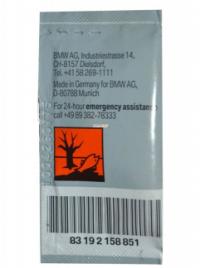 BMW AG, Industriestrasse 14,
CH-8157 Dielsdorf,
Tel. +41 58 269-1111
Made in Germany for BMW AG,
D-80788 Munich
For 24-hour emergency assistance
call +49 89 382-76333
83 19 2 158 851